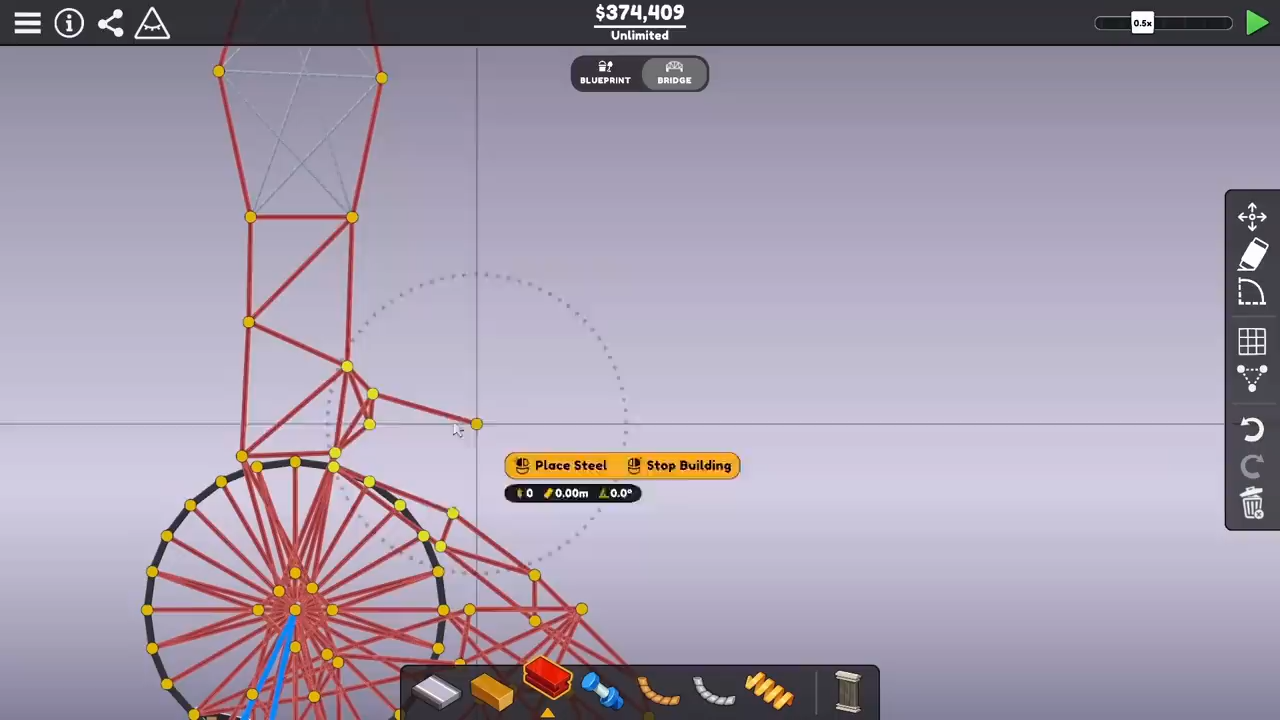 $374,409
Unlimited
0.5x
BLUEPRINT
BRIDGE
Place Steel
Stop Building
0
0.00m
0.0°